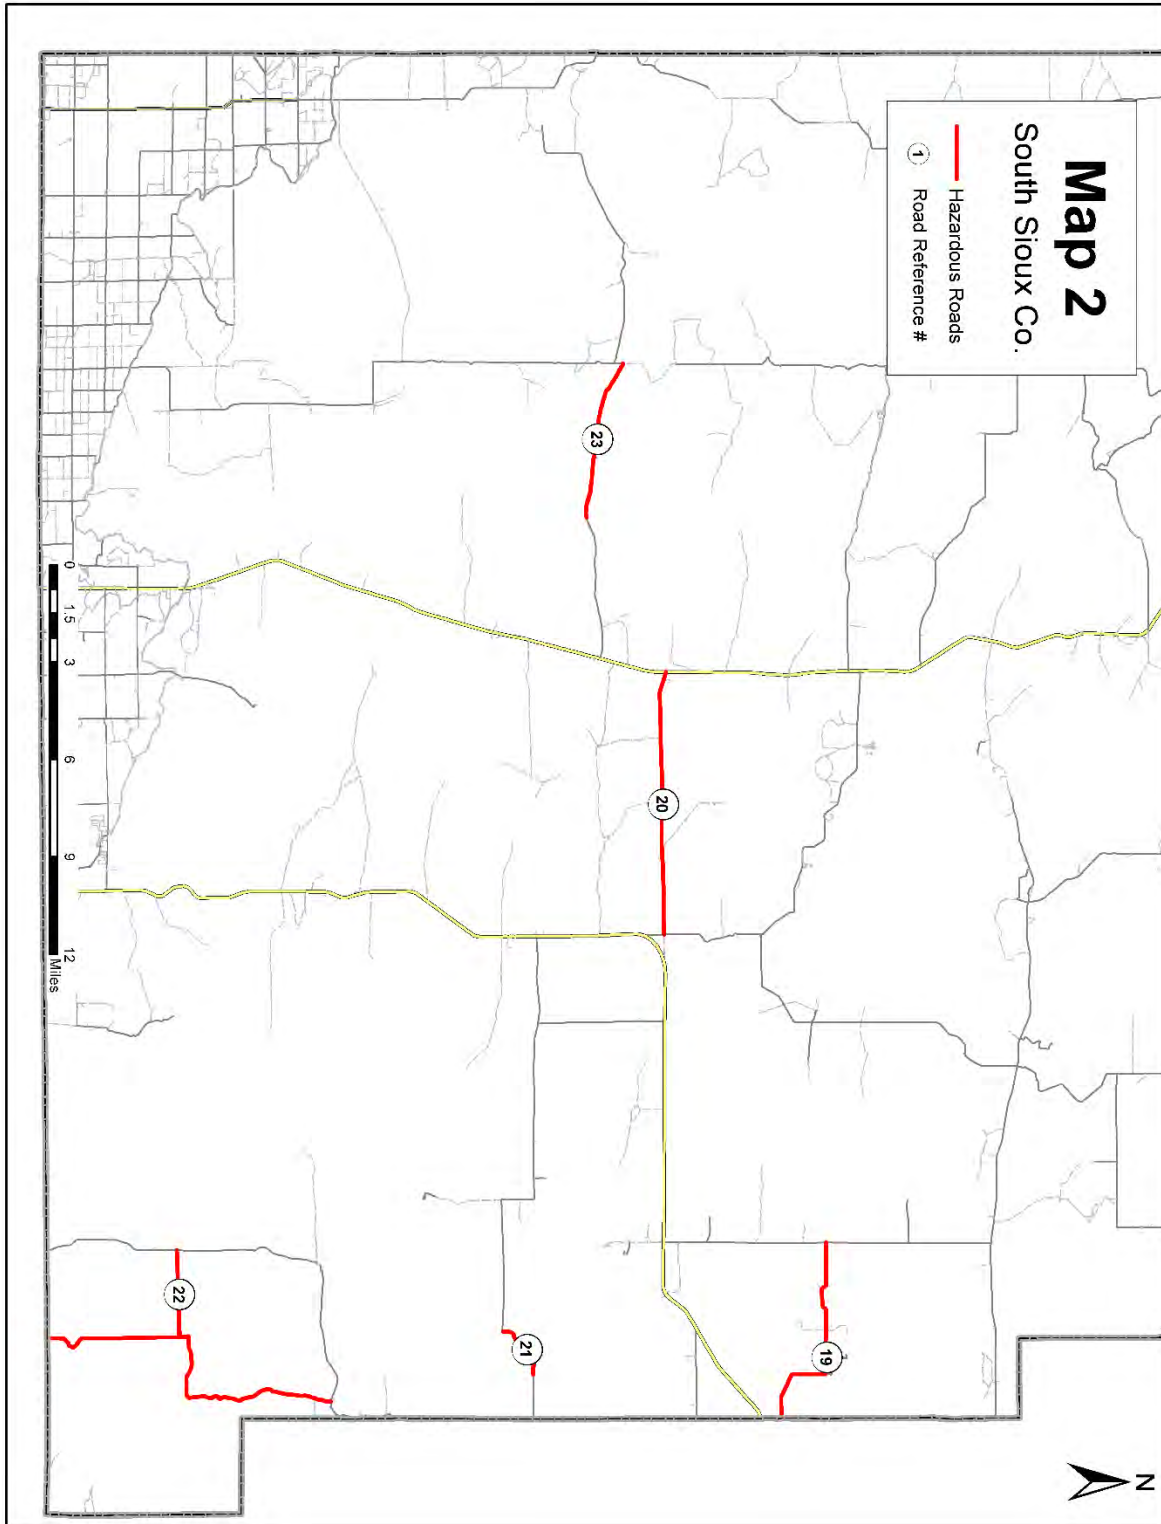 Map 2
South Sioux Co.
Hazardous Roads
1 Road Reference #
N
23
20
19
21
22
0 1.5 3 6 9 12
Miles